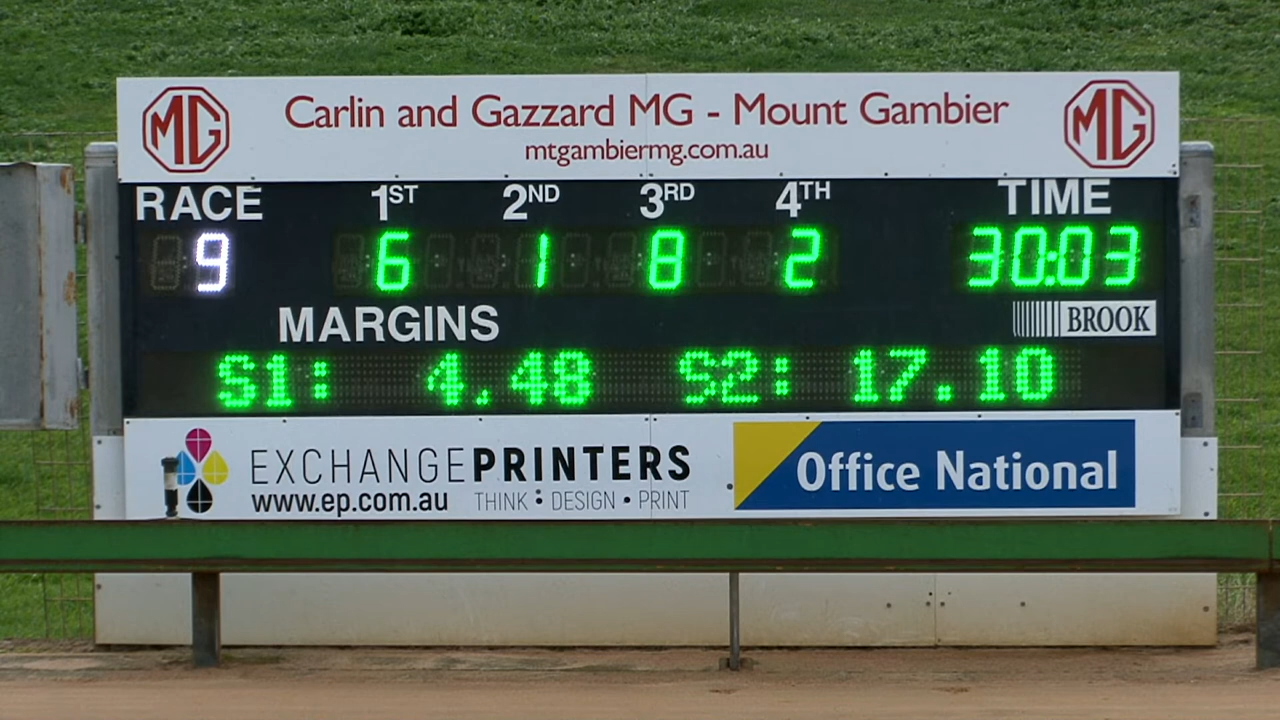 MG Carlin and Gazzard MG - Mount Gambier MG
mtgambiermg.com.au
RACE 1ST 2ND 3RD 4TH TIME
9 6 1 8 2 30:03
MARGINS BROOK
S1: 4.48 S2: 17.10
EXCHANGEPRINTERS
www.ep.com.au THINK : DESIGN • PRINT
Office National